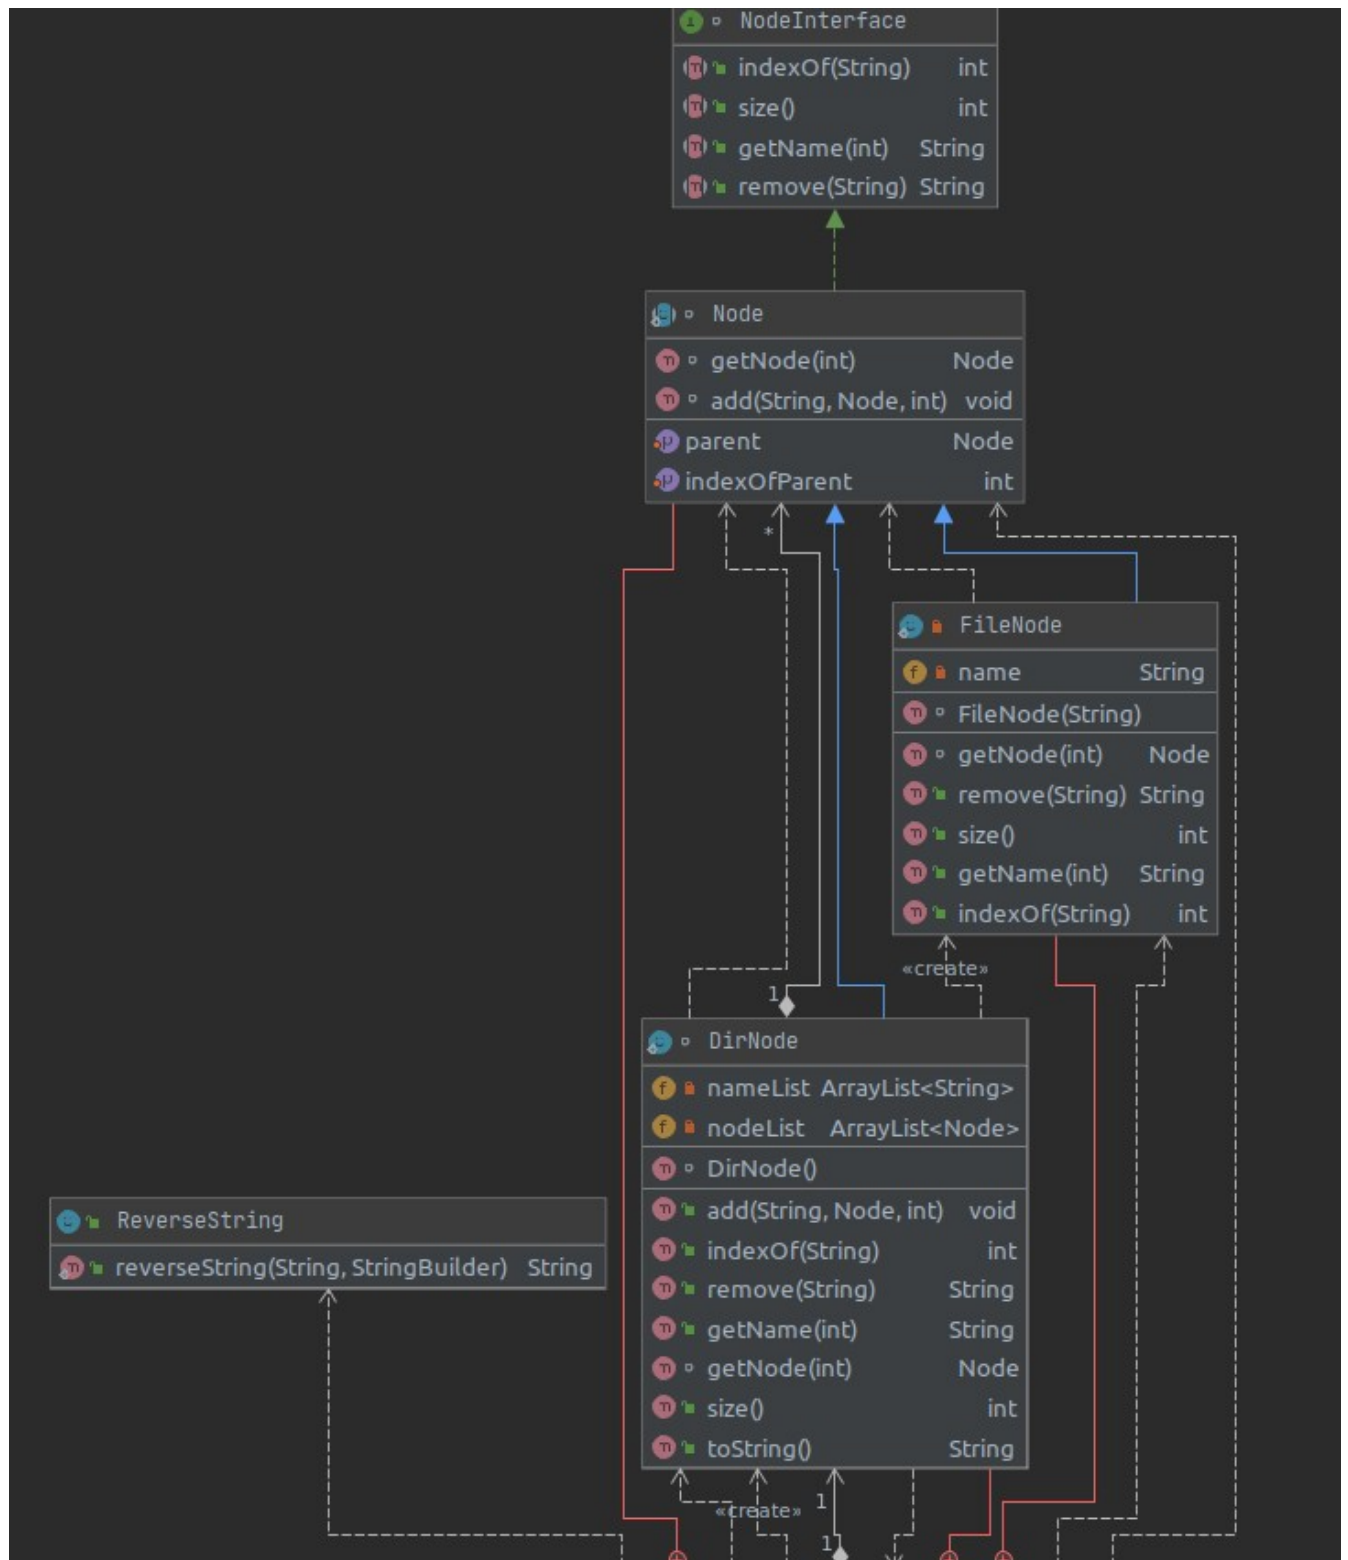 NodeInterface
indexOf(String) int
size() int
getName(int) String
remove(String) String
Node
getNode(int) Node
add(String, Node, int) void
parent Node
indexOfParent int
*
FileNode
name String
FileNode(String)
getNode(int) Node
remove(String) String
size() int
getName(int) String
indexOf(String) int
«create»
1
DirNode
nameList ArrayList<String>
nodeList ArrayList<Node>
DirNode()
add(String, Node, int) void
indexOf(String) int
remove(String) String
getName(int) String
getNode(int) Node
size() int
toString() String
ReverseString
reverseString(String, StringBuilder) String
«create»
1
1